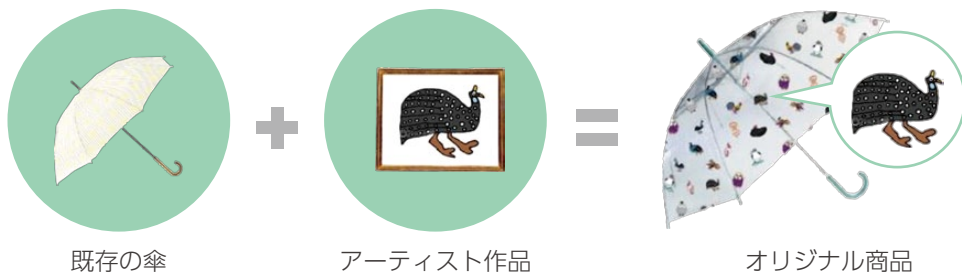 既存の傘
アーティスト作品
オリジナル商品